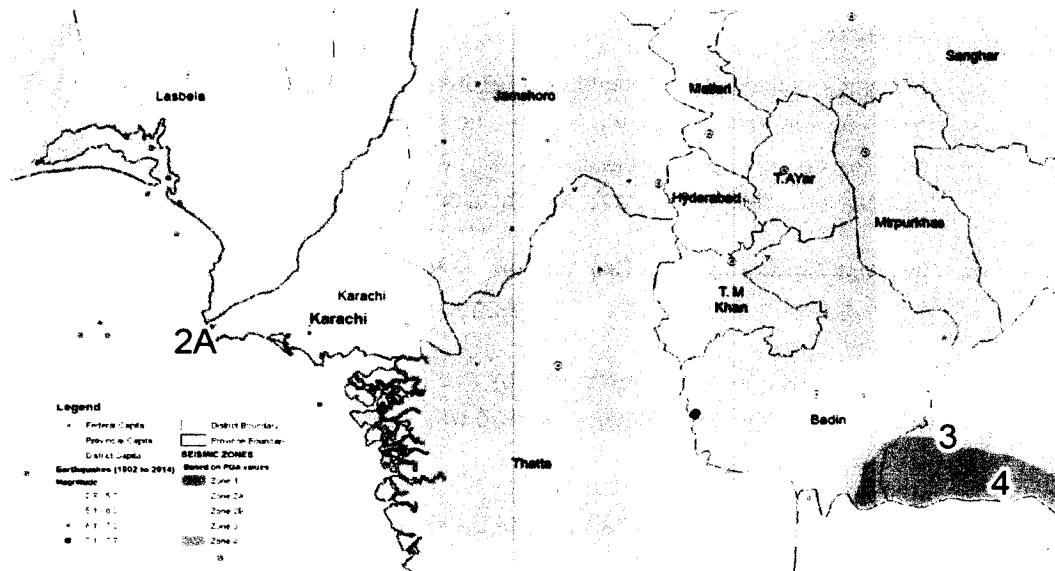 Sanghar
Matiari
Lasbela
Jamshoro
T.AYar
Hyderabad
Mirpurkhas
Karachi
T. M
Khan
Karachi
2A
Badin
3
Thatta
4
Legend
Federal Capital
Provincial Capital
District Capital
Earthquakes (1902 to 2014)
Magnitude
District Boundary
Province Boundary
SEISMIC ZONES
Based on PGA values
Zone 1
Zone 2A
Zone 2B
Zone 3
Zone 4